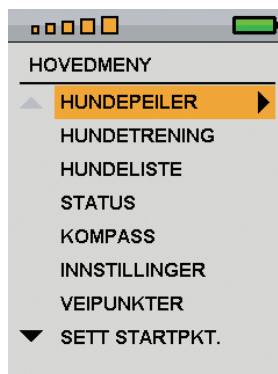 HOVEDMENY
HUNDEPEILER
HUNDETRENING
HUNDELISTE
STATUS
KOMPASS
INNSTILLINGER
VEIPUNKTER
SETT STARTPKT.